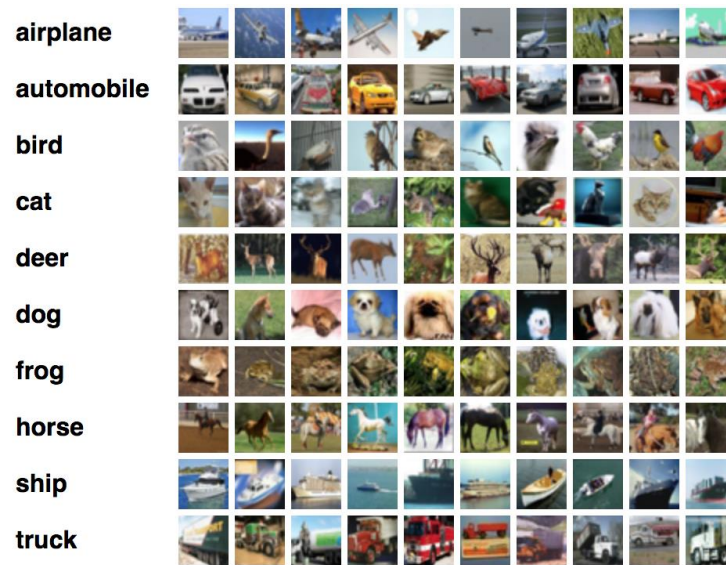 airplane
automobile
bird
cat
deer
dog
frog
horse
ship
truck